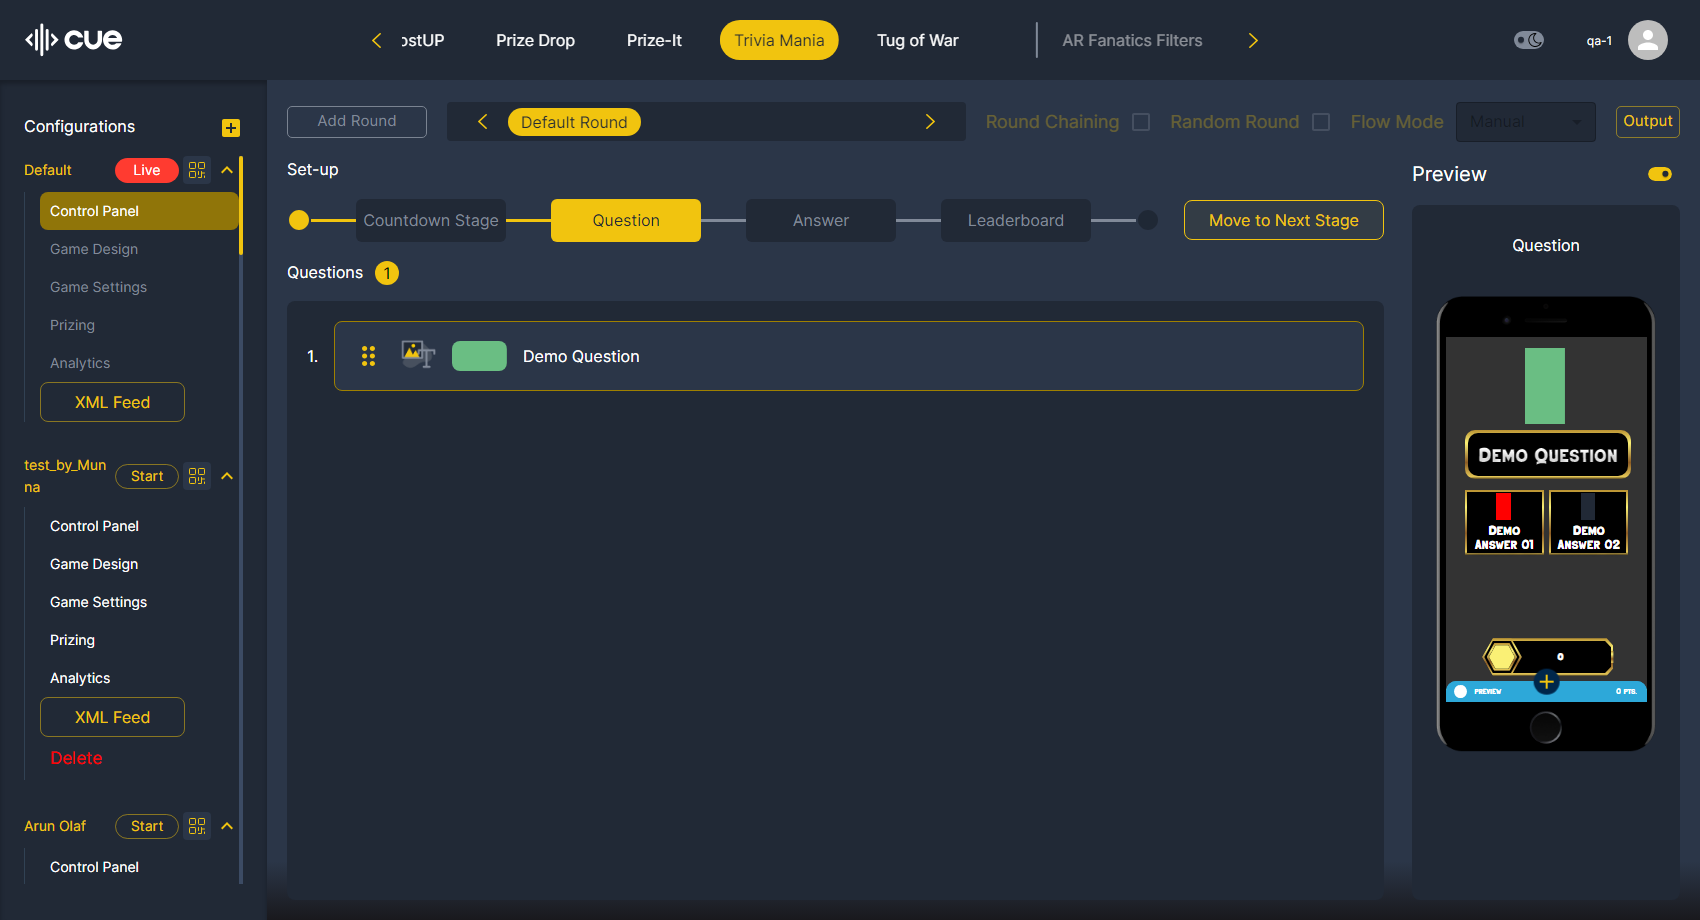 cue
ostUP
Prize Drop
Prize-It
Trivia Mania
Tug of War
AR Fanatics Filters
qa-1
Configurations
Default
Live
Control Panel
Game Design
Game Settings
Prizing
Analytics
XML Feed
test_by_Mun
na
Start
Control Panel
Game Design
Game Settings
Prizing
Analytics
XML Feed
Delete
Arun Olaf
Start
Control Panel
Add Round
Default Round
Round Chaining
Random Round
Flow Mode
Manual
Output
Set-up
Countdown Stage
Question
Answer
Leaderboard
Move to Next Stage
Questions
1
1.
Demo Question
Preview
Question
Demo Question
Demo
Answer 01
Demo
Answer 02
0
PREVIEW
0 PTS.